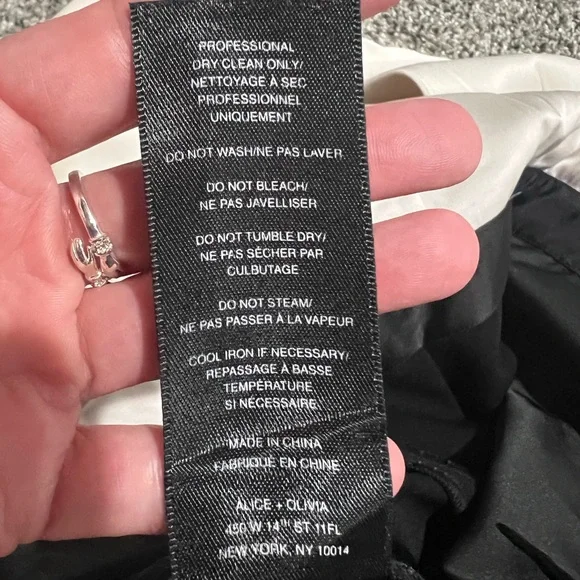 PROFESSIONAL
DRY CLEAN ONLY/
NETTOYAGE À SEC
PROFESSIONNEL
UNIQUEMENT
DO NOT WASH/NE PAS LAVER
DO NOT BLEACH/
NE PAS JAVELLISER
DO NOT TUMBLE DRY/
NE PAS SÉCHER PAR
CULBUTAGE
DO NOT STEAM/
NE PAS PASSER À LA VAPEUR
COOL IRON IF NECESSARY/
REPASSAGE À BASSE
TEMPÉRATURE
SI NÉCESSAIRE
MADE IN CHINA
FABRIQUÉ EN CHINE
ALICE + OLIVIA
450 W 14TH ST 11FL
NEW YORK, NY 10014